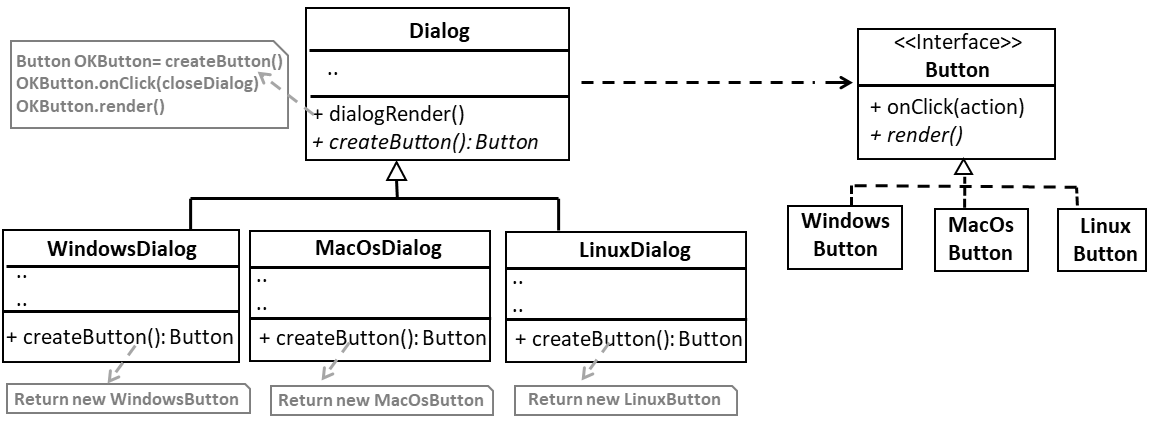 Dialog
..
+ dialogRender()
+ createButton(): Button
Button OKButton= createButton()
OKButton.onClick(closeDialog)
OKButton.render()
<<Interface>>
Button
+ onClick(action)
+ render()
Windows
Button
MacOs
Button
Linux
Button
WindowsDialog
..
..
+ createButton(): Button
Return new WindowsButton
MacOsDialog
..
..
+ createButton(): Button
Return new MacOsButton
LinuxDialog
..
..
+ createButton(): Button
Return new LinuxButton